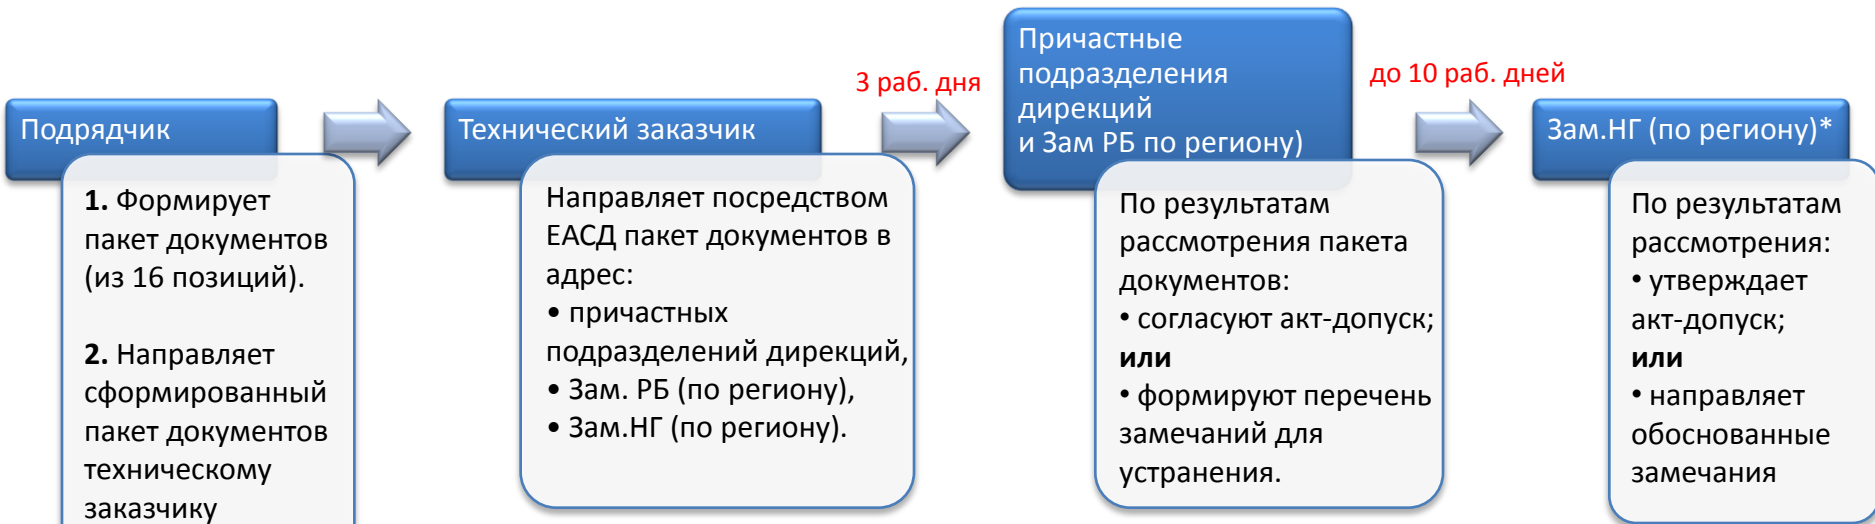 Подрядчик
1. Формирует
пакет документов
(из 16 позиций).
2. Направляет
сформированный
пакет документов
техническому
заказчику
Технический заказчик
Направляет посредством
ЕАСД пакет документов в
адрес:
• причастных
подразделений дирекций,
• Зам. РБ (по региону),
• Зам.НГ (по региону).
3 раб. дня
Причастные
подразделения
дирекций
и Зам РБ по региону)
По результатам
рассмотрения пакета
документов:
• согласуют акт-допуск;
или
• формируют перечень
замечаний для
устранения.
до 10 раб. дней
Зам.НГ (по региону)*
По результатам
рассмотрения:
• утверждает
акт-допуск;
или
• направляет
обоснованные
замечания